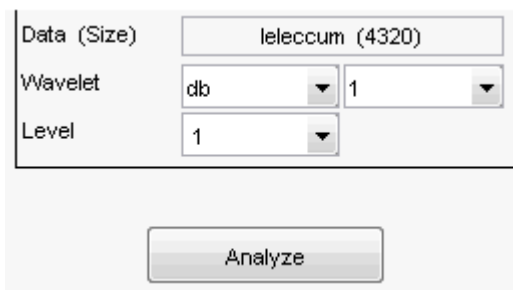 Data (Size) leleccum (4320)
Wavelet db 1
Level 1
Analyze